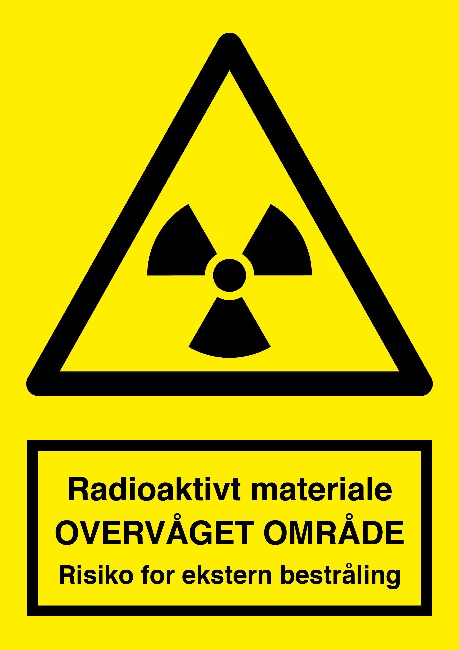 Radioaktivt materiale
OVERVÅGET OMRÅDE
Risiko for ekstern bestråling